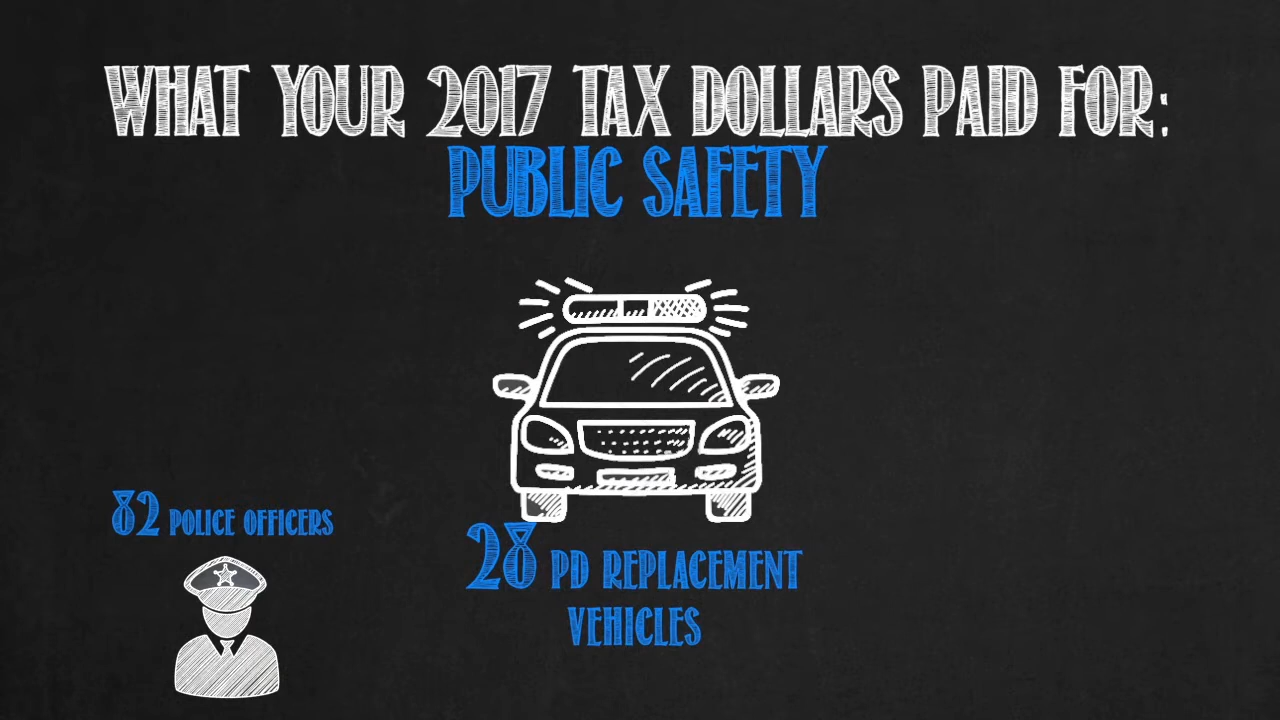 WHAT YOUR 2017 TAX DOLLARS PAID FOR:
PUBLIC SAFETY
82 POLICE OFFICERS
28 PD REPLACEMENT
VEHICLES